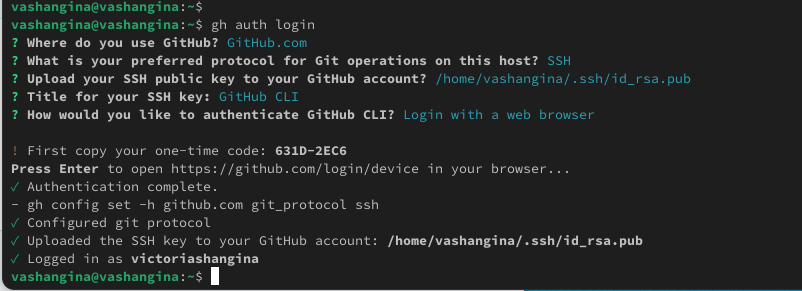 vashangina@vashangina:~$
vashangina@vashangina:~$ gh auth login
? Where do you use GitHub? GitHub.com
? What is your preferred protocol for Git operations on this host? SSH
? Upload your SSH public key to your GitHub account? /home/vashangina/.ssh/id_rsa.pub
? Title for your SSH key: GitHub CLI
? How would you like to authenticate GitHub CLI? Login with a web browser
! First copy your one-time code: 631D-2EC6
Press Enter to open https://github.com/login/device in your browser...
✓ Authentication complete.
- gh config set -h github.com git_protocol ssh
✓ Configured git protocol
✓ Uploaded the SSH key to your GitHub account: /home/vashangina/.ssh/id_rsa.pub
✓ Logged in as victoriashangina
vashangina@vashangina:~$